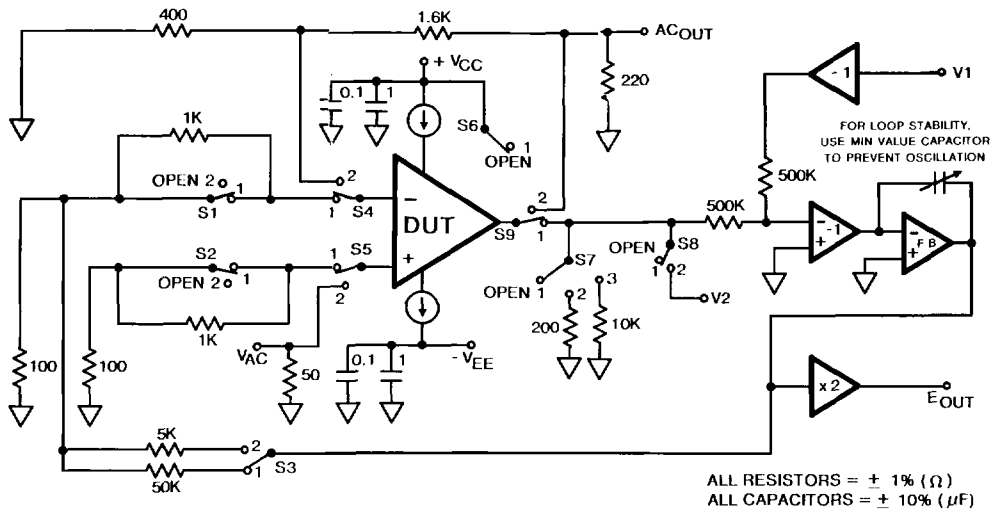 400
1.6K
AC OUT
+ VCC
0.1
1
220
- 1
V1
1K
S6
1
OPEN
FOR LOOP STABILITY,
USE MIN VALUE CAPACITOR
TO PREVENT OSCILLATION
OPEN 2
1
S1
2
1
S4
−
DUT
+
2
S9
1
500K
500K
−
-1
+
−
FB
+
S2
OPEN 2
1
1
S5
2
S7
OPEN 1
2
3
OPEN
S8
1
2
V2
1K
100
100
VAC
50
0.1
1
- VEE
200
10K
x 2
E OUT
5K
2
S3
50K
1
ALL RESISTORS = ± 1% (Ω)
ALL CAPACITORS = ± 10% (µF)